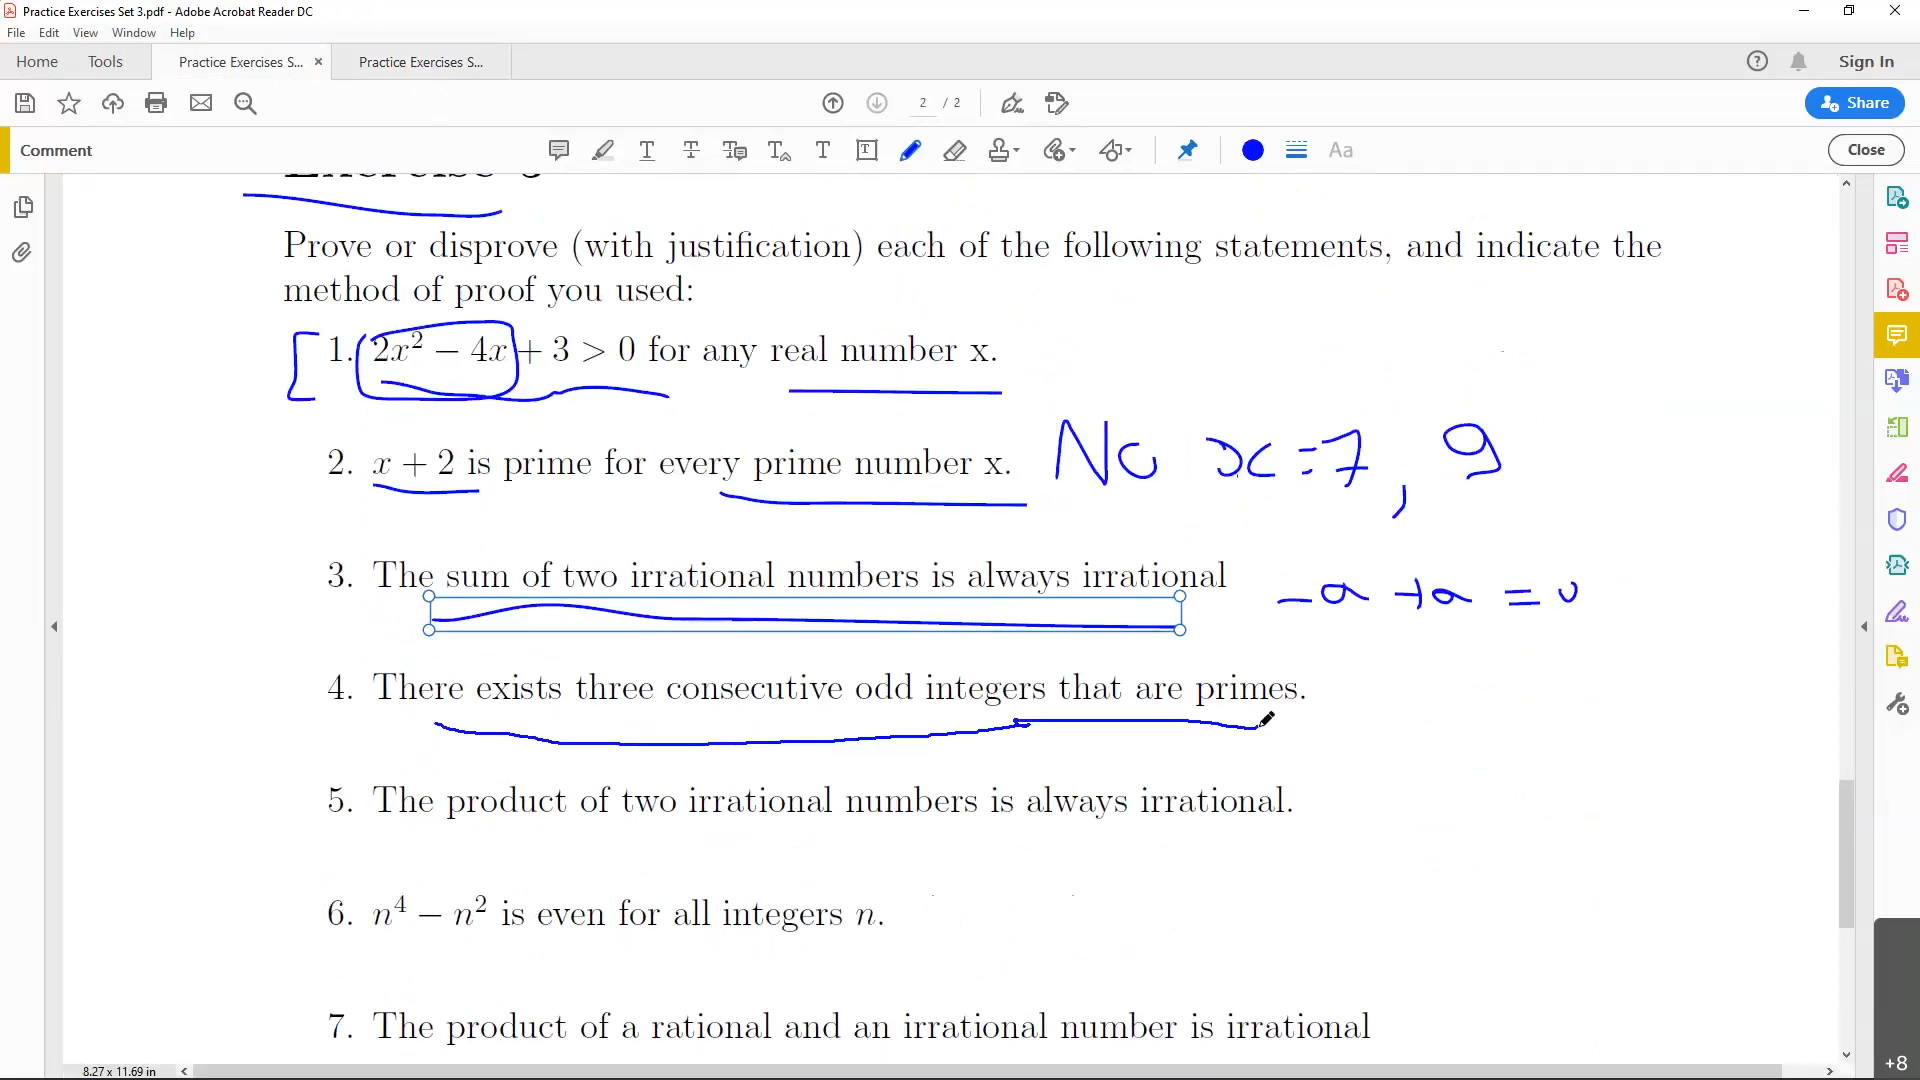 Practice Exercises Set 3.pdf - Adobe Acrobat Reader DC
File Edit View Window Help
Home Tools Practice Exercises S... × Practice Exercises S... Sign In
2 / 2 Share
Comment Aa Close
Prove or disprove (with justification) each of the following statements, and indicate the
method of proof you used:
1. 2x² − 4x + 3 > 0 for any real number x.
2. x + 2 is prime for every prime number x. No x = 7, 9
3. The sum of two irrational numbers is always irrational
-a +a = 0
4. There exists three consecutive odd integers that are primes.
5. The product of two irrational numbers is always irrational.
6. n⁴ − n² is even for all integers n.
7. The product of a rational and an irrational number is irrational
8.27 x 11.69 in
+8